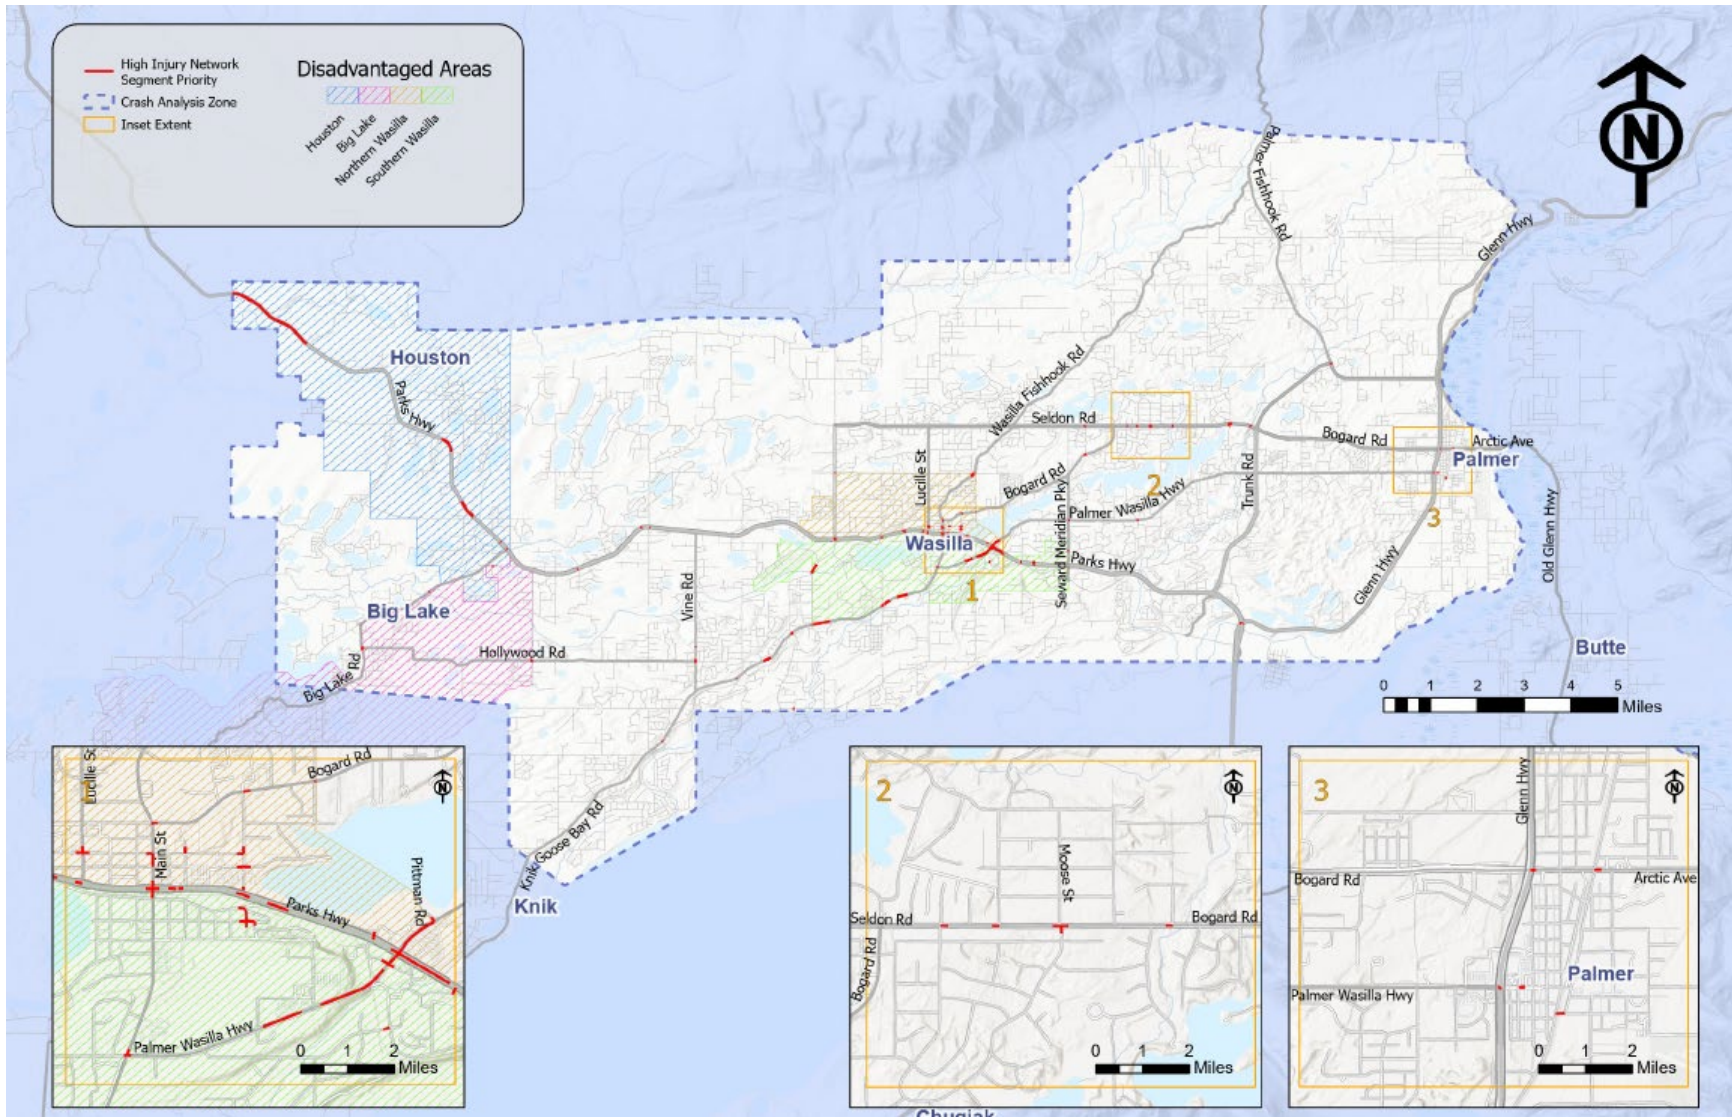 High Injury Network
Segment Priority
Crash Analysis Zone
Inset Extent
Disadvantaged Areas
Houston
Big Lake
Northern Wasilla
Southern Wasilla
N
Palmer Fishhook Rd
Palmer Fishhook Rd
Glenn Hwy
Houston
Parks Hwy
Wasilla Fishhook Rd
Seldon Rd
Bogard Rd
Arctic Ave
Palmer
Lucille St
Bogard Rd
2
Palmer Wasilla Hwy
Trunk Rd
3
Old Glenn Hwy
Wasilla
Seward Meridian Pky
Parks Hwy
1
Glenn Hwy
Big Lake
Vine Rd
Hollywood Rd
Big Lake Rd
Butte
0 1 2 3 4 5
Miles
Knik Goose Bay Rd
Knik
Lucille St
Bogard Rd
N
Main St
Pittman Rd
Parks Hwy
Palmer Wasilla Hwy
0 1 2
Miles
2
N
Moose St
Seldon Rd
Bogard Rd
Bogard Rd
0 1 2
Miles
3
N
Glenn Hwy
Bogard Rd
Arctic Ave
Palmer
Palmer Wasilla Hwy
0 1 2
Miles
Chugiak